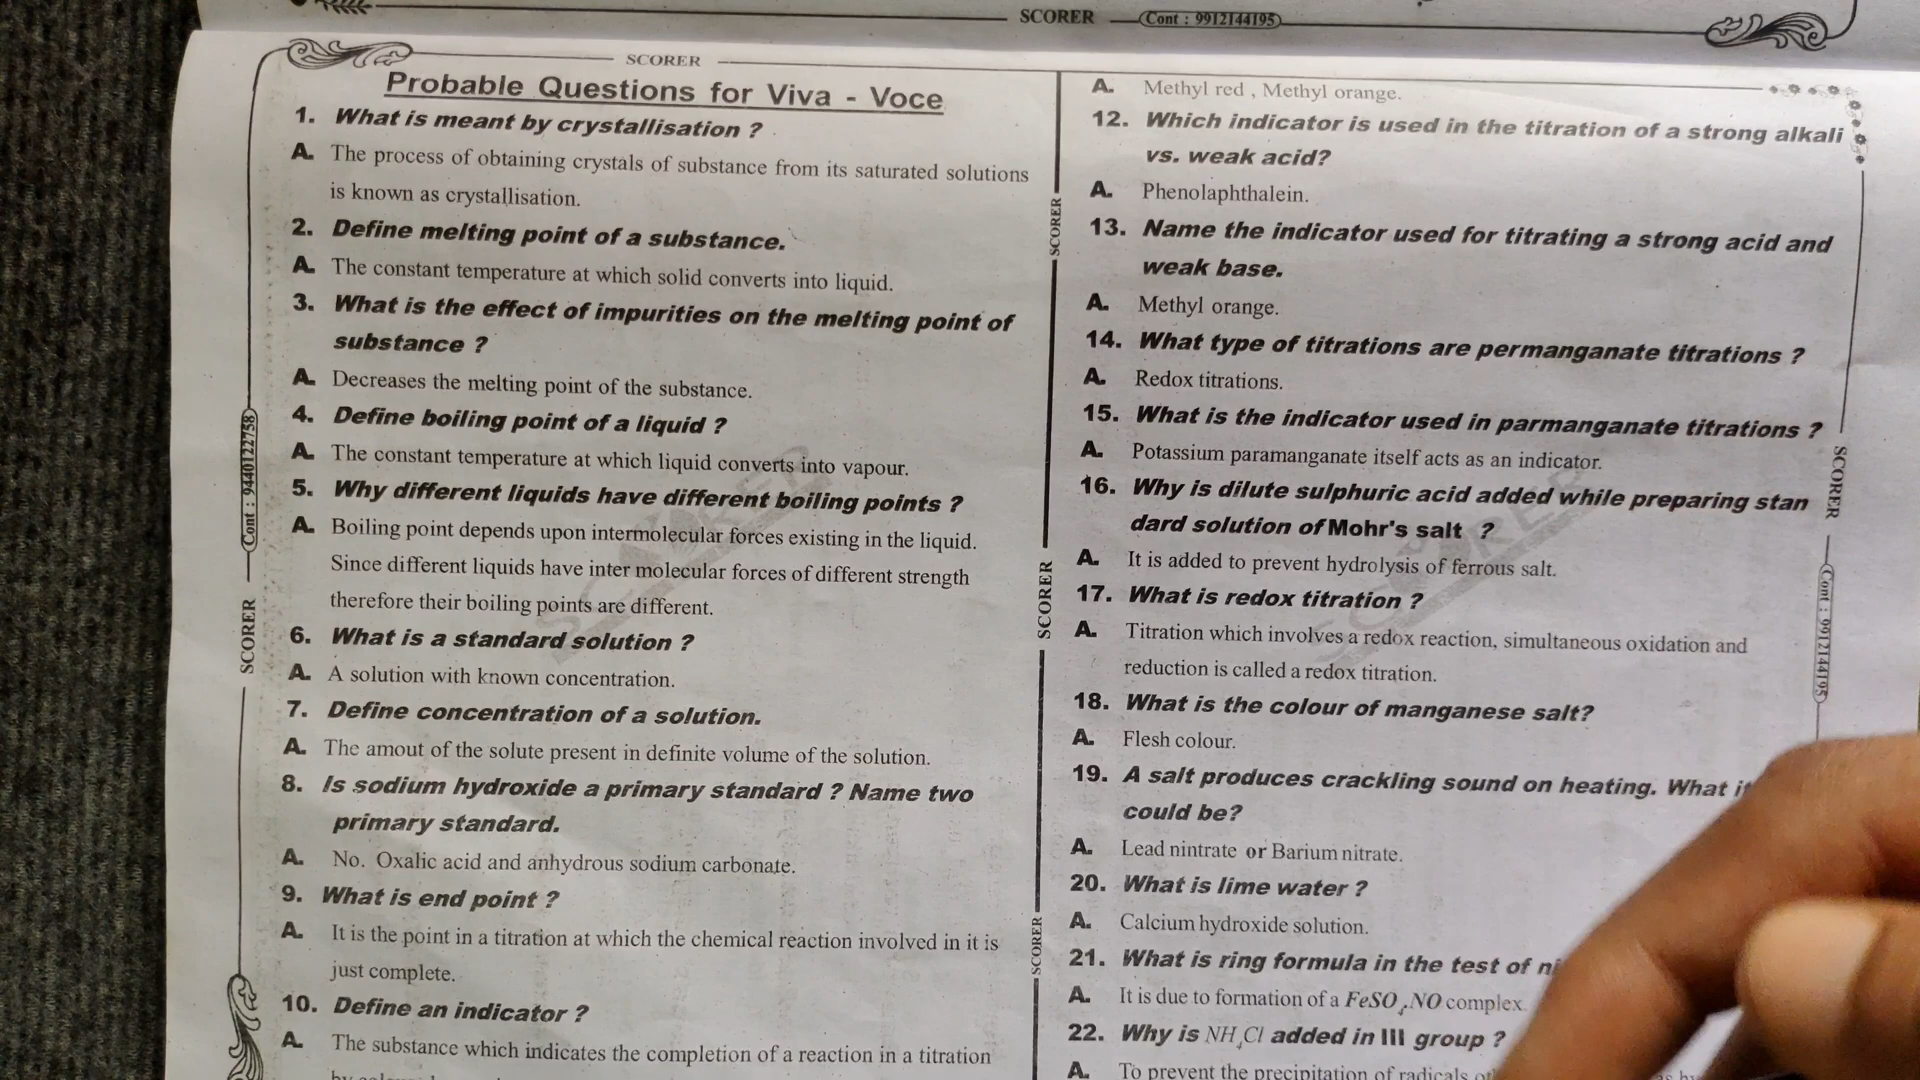 SCORER
Cont : 9912144195
SCORER
Probable Questions for Viva - Voce
1. What is meant by crystallisation ?
A. The process of obtaining crystals of substance from its saturated solutions
is known as crystallisation.
2. Define melting point of a substance.
A. The constant temperature at which solid converts into liquid.
3. What is the effect of impurities on the melting point of
substance ?
A. Decreases the melting point of the substance.
4. Define boiling point of a liquid ?
A. The constant temperature at which liquid converts into vapour.
5. Why different liquids have different boiling points ?
A. Boiling point depends upon intermolecular forces existing in the liquid.
Since different liquids have inter molecular forces of different strength
therefore their boiling points are different.
6. What is a standard solution ?
A. A solution with known concentration.
7. Define concentration of a solution.
A. The amout of the solute present in definite volume of the solution.
8. Is sodium hydroxide a primary standard ? Name two
primary standard.
A. No. Oxalic acid and anhydrous sodium carbonate.
9. What is end point ?
A. It is the point in a titration at which the chemical reaction involved in it is
just complete.
10. Define an indicator ?
A. The substance which indicates the completion of a reaction in a titration
Cont : 9440122758
SCORER
SCORER
SCORER
SCORER
A. Methyl red , Methyl orange.
12. Which indicator is used in the titration of a strong alkali
vs. weak acid?
A. Phenolaphthalein.
13. Name the indicator used for titrating a strong acid and
weak base.
A. Methyl orange.
14. What type of titrations are permanganate titrations ?
A. Redox titrations.
15. What is the indicator used in parmanganate titrations ?
A. Potassium paramanganate itself acts as an indicator.
16. Why is dilute sulphuric acid added while preparing stan
dard solution of Mohr's salt ?
A. It is added to prevent hydrolysis of ferrous salt.
17. What is redox titration ?
A. Titration which involves a redox reaction, simultaneous oxidation and
reduction is called a redox titration.
18. What is the colour of manganese salt?
A. Flesh colour.
19. A salt produces crackling sound on heating. What it
could be?
A. Lead nintrate or Barium nitrate.
20. What is lime water ?
A. Calcium hydroxide solution.
21. What is ring formula in the test of
A. It is due to formation of a FeSO₄.NO complex.
22. Why is NH₄Cl added in III group ?
A. To prevent the precipitation of radicals
SCORER
Cont : 9912144195